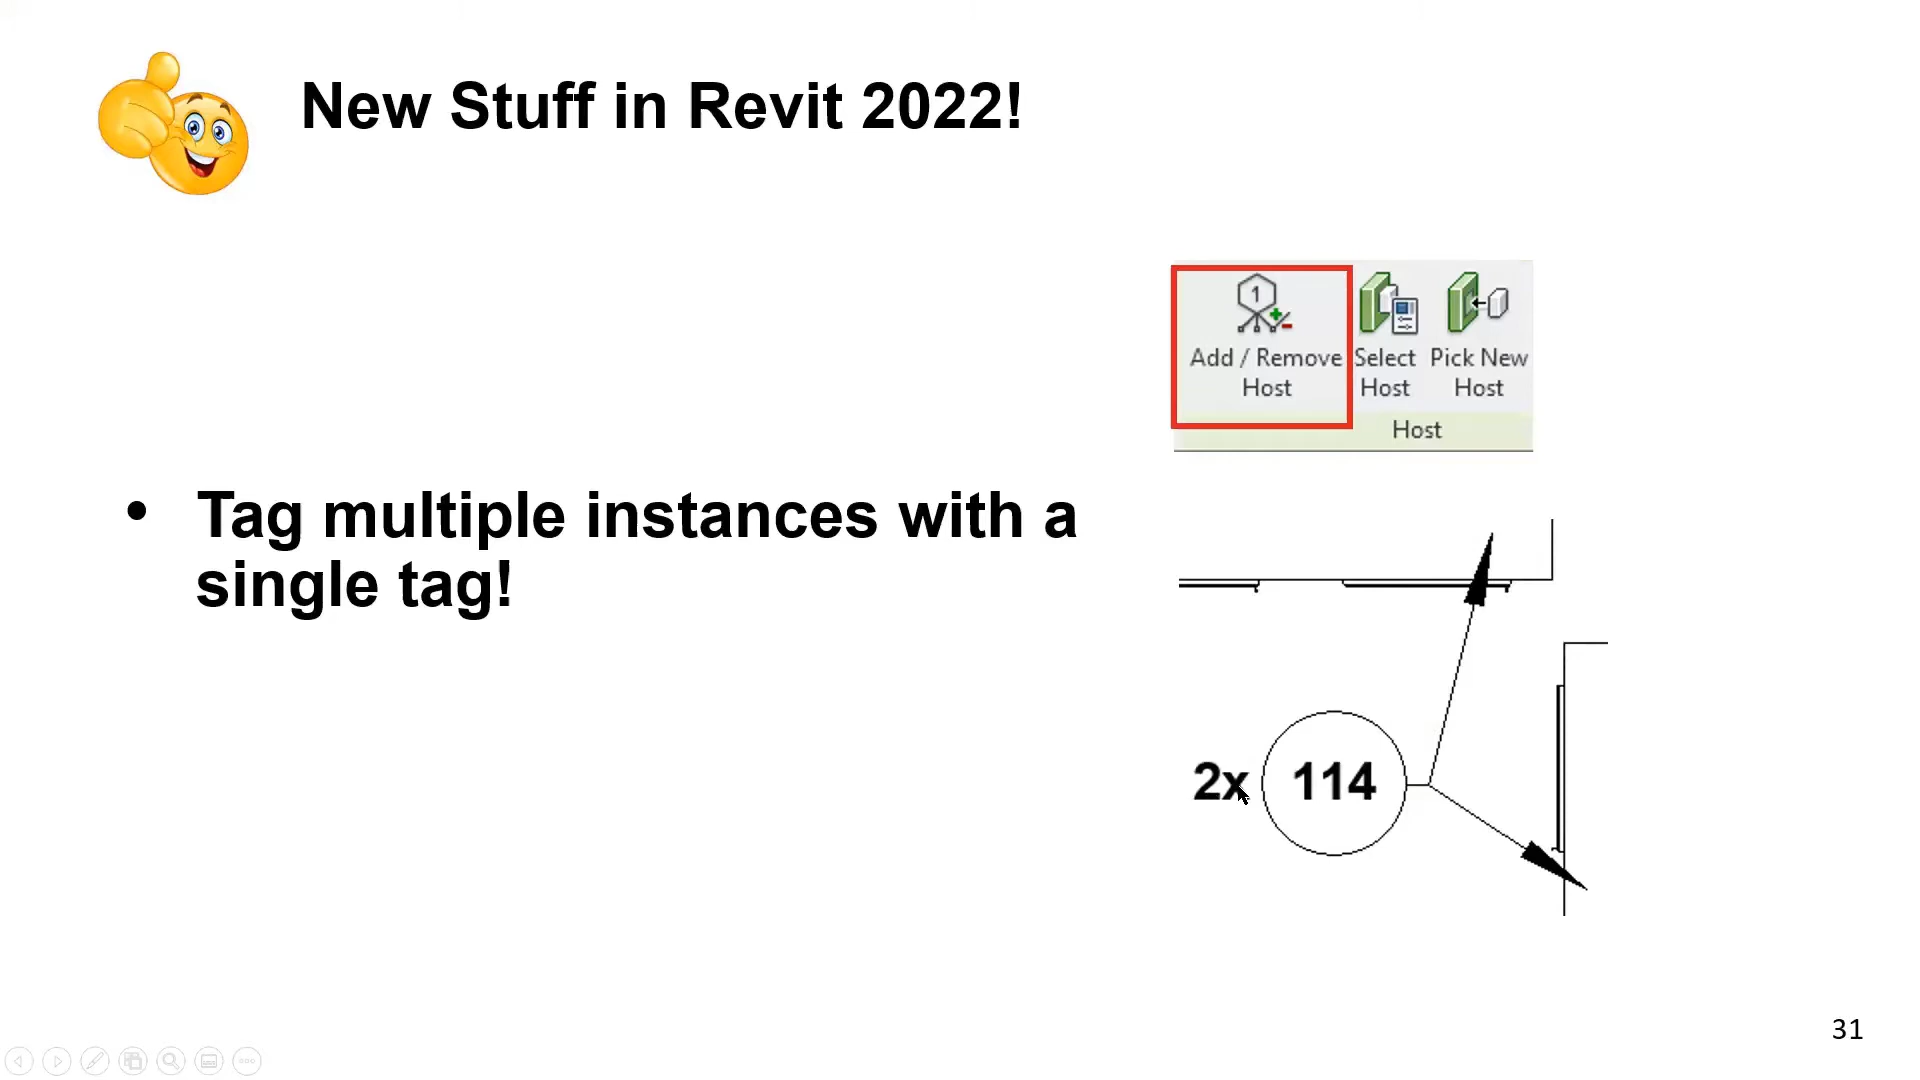 New Stuff in Revit 2022!
1
Add / Remove Host
Select Host
Pick New Host
Host
• Tag multiple instances with a
single tag!
2x 114
31